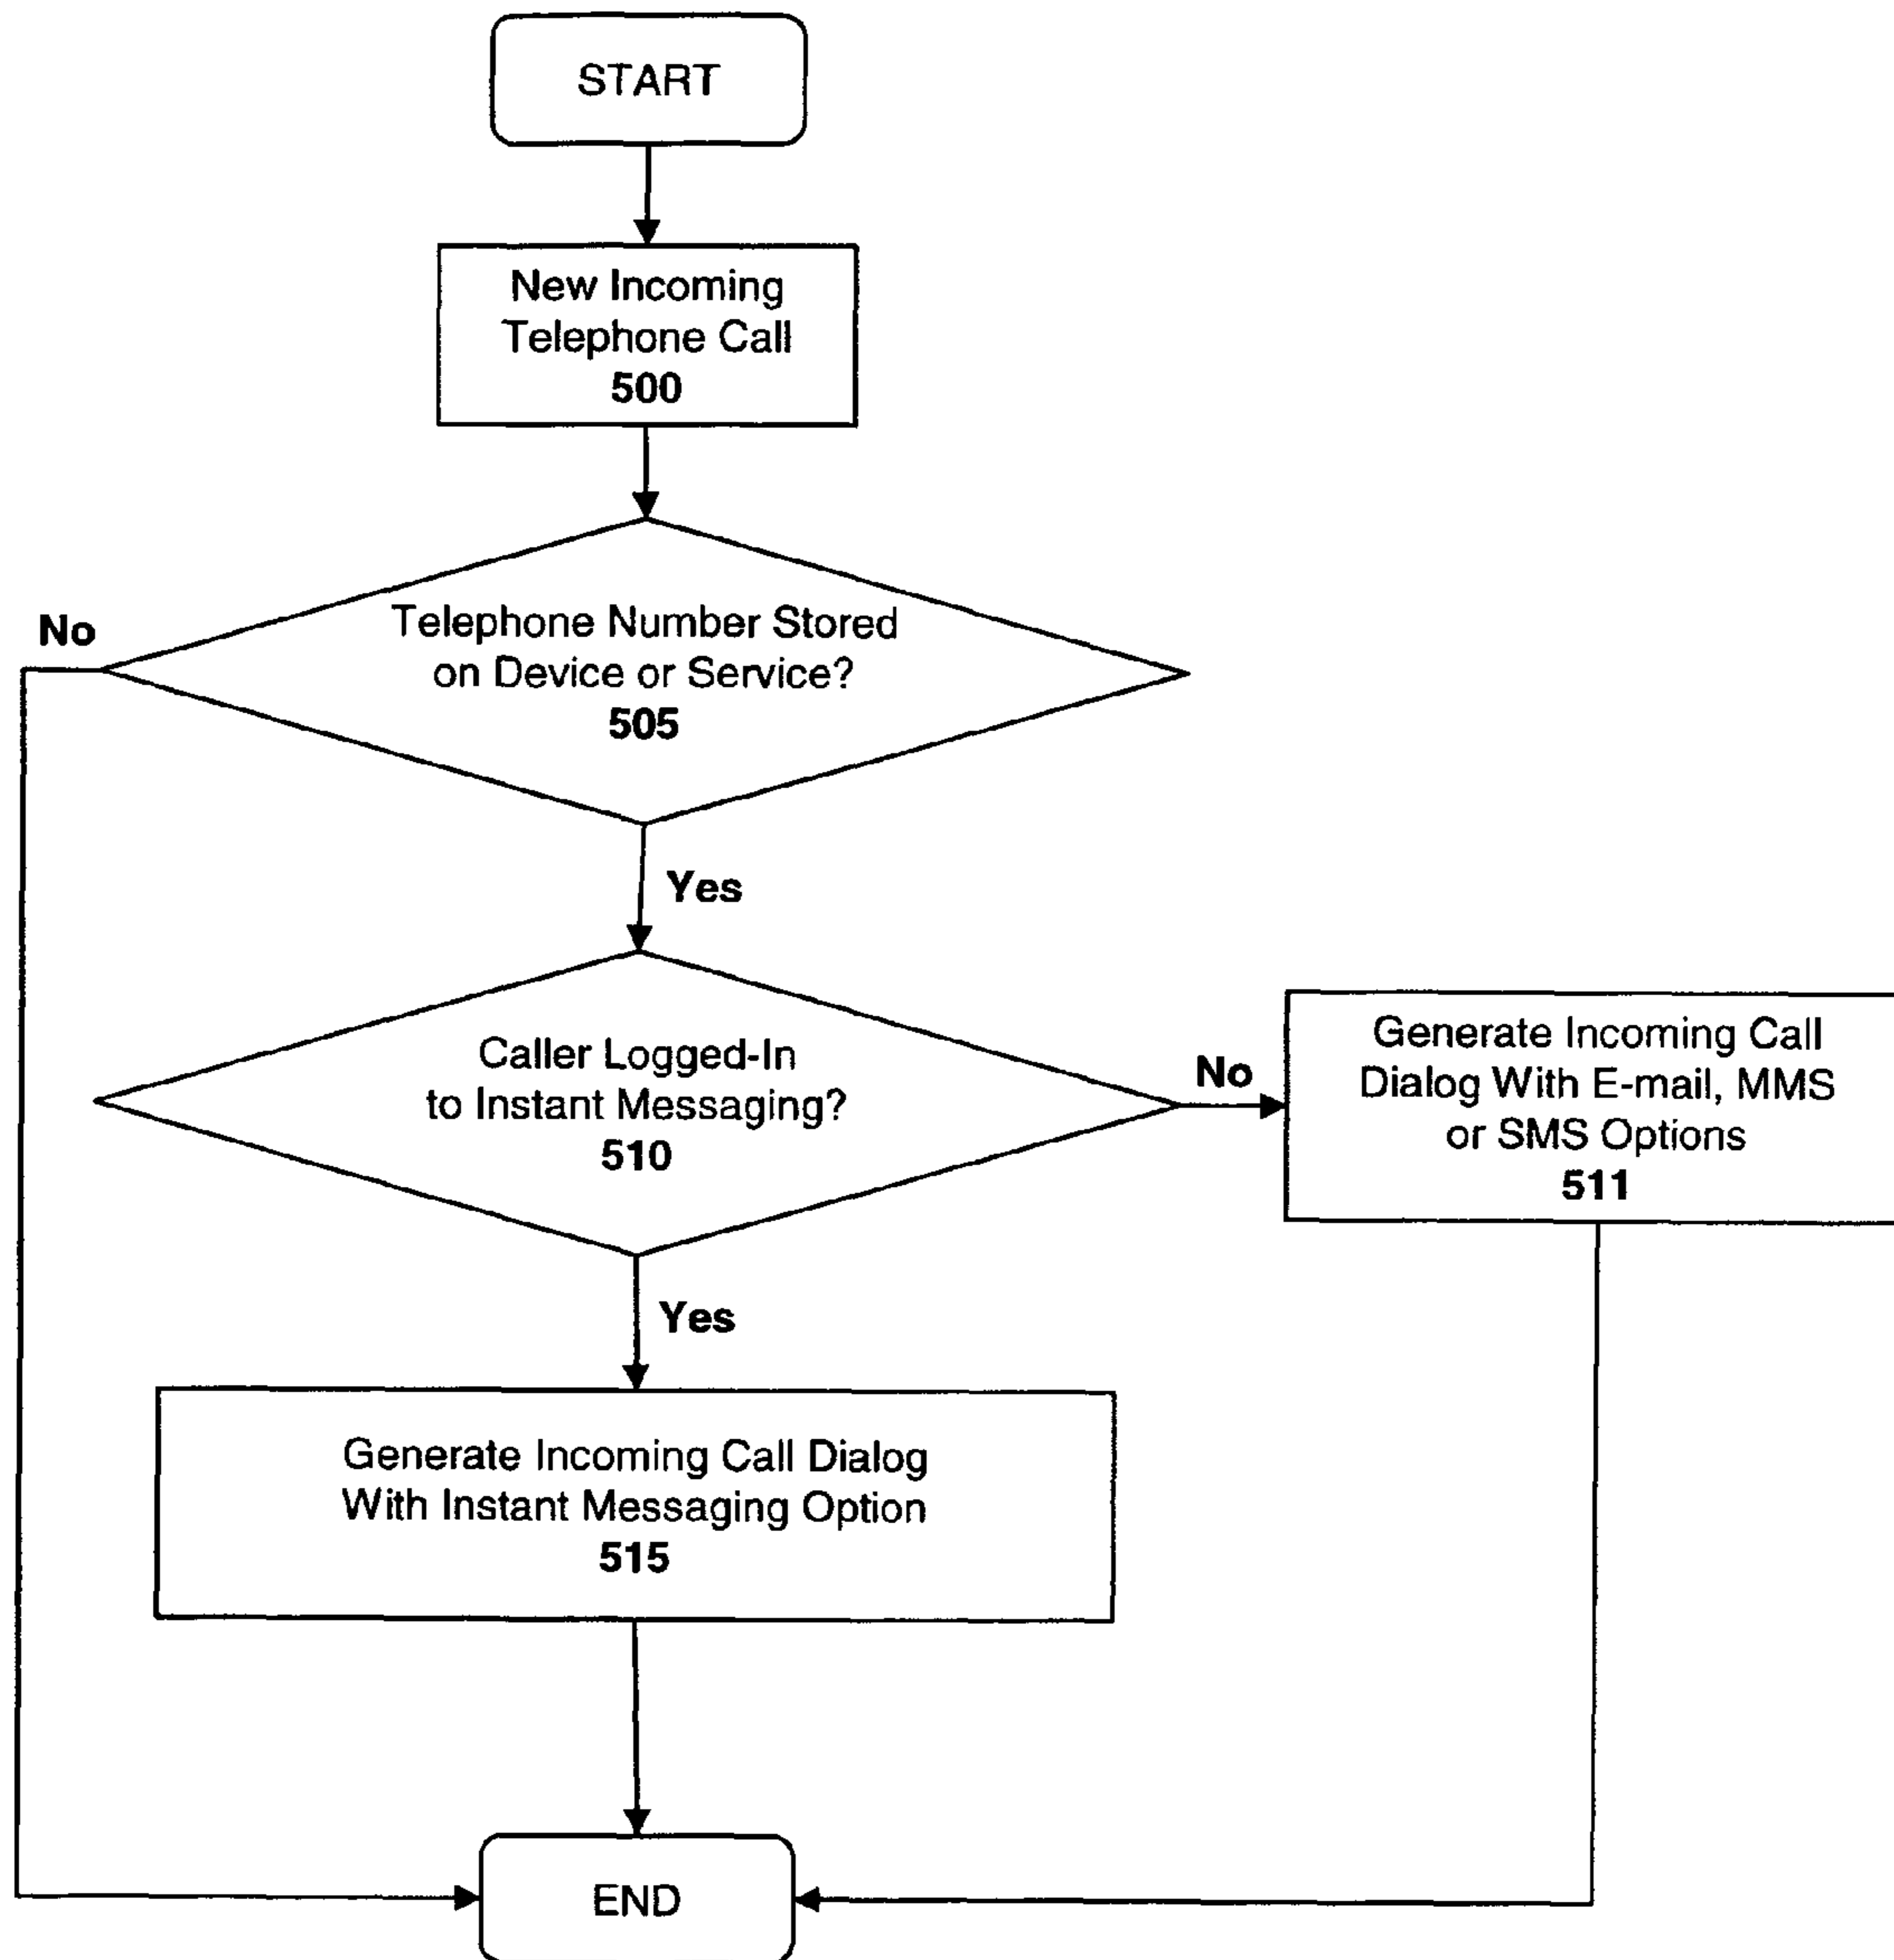 START
New Incoming
Telephone Call
500
Telephone Number Stored
on Device or Service?
505
No
Yes
Caller Logged-In
to Instant Messaging?
510
No
Generate Incoming Call
Dialog With E-mail, MMS
or SMS Options
511
Yes
Generate Incoming Call Dialog
With Instant Messaging Option
515
END